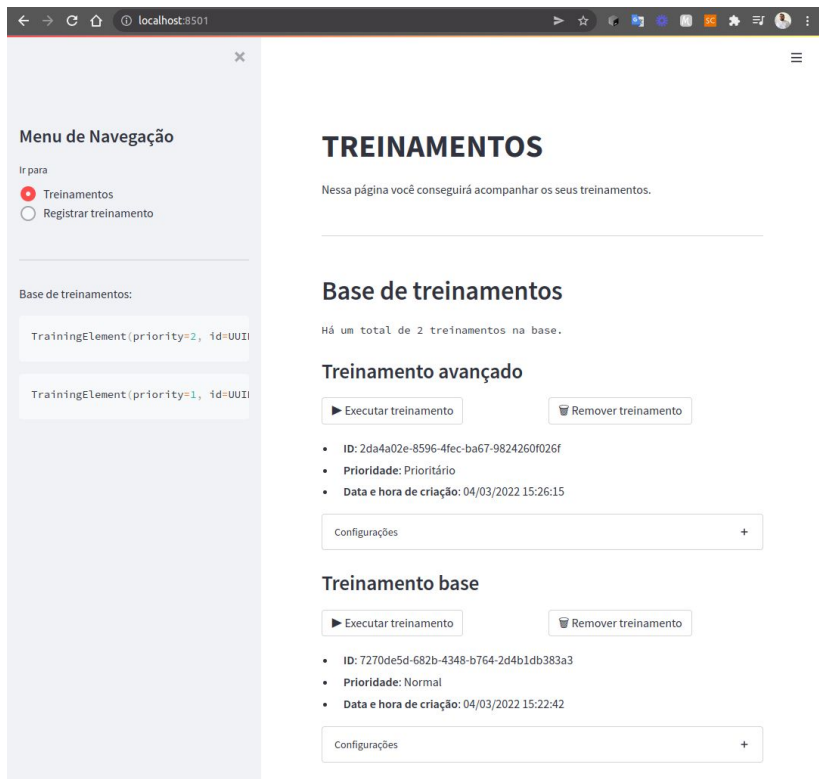 localhost:8501
Menu de Navegação
Ir para
Treinamentos
Registrar treinamento
Base de treinamentos:
TrainingElement(priority=2, id=UUI
TrainingElement(priority=1, id=UUI
TREINAMENTOS
Nessa página você conseguirá acompanhar os seus treinamentos.
Base de treinamentos
Há um total de 2 treinamentos na base.
Treinamento avançado
Executar treinamento
Remover treinamento
ID: 2da4a02e-8596-4fec-ba67-9824260f026f
Prioridade: Prioritário
Data e hora de criação: 04/03/2022 15:26:15
Configurações
Treinamento base
Executar treinamento
Remover treinamento
ID: 7270de5d-682b-4348-b764-2d4b1db383a3
Prioridade: Normal
Data e hora de criação: 04/03/2022 15:22:42
Configurações